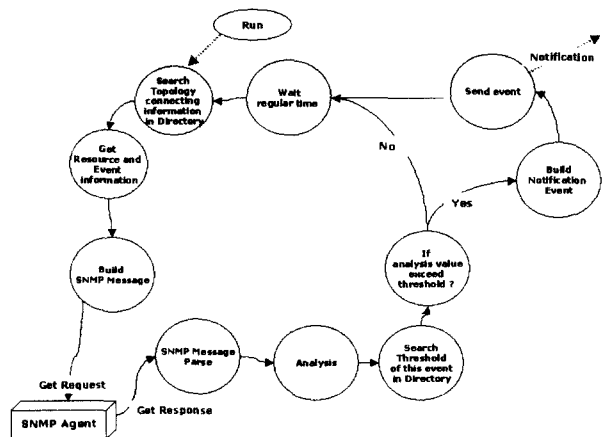 Run
Notification
Search
Topology
connecting
information
in Directory
Wait
regular time
Send event
Get
Resource and
Event
information
No
Build
Notification
Event
Yes
If
analysis value
exceed
threshold ?
Build
SNMP Message
SNMP Message
Parse
Analysis
Search
Threshold
of this event
in Directory
Get Request
Get Response
SNMP Agent